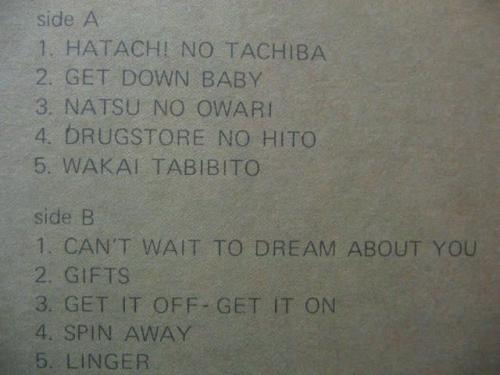 side A
1. HATACHI NO TACHIBA
2. GET DOWN BABY
3. NATSU NO OWARI
4. DRUGSTORE NO HITO
5. WAKAI TABIBITO
side B
1. CAN'T WAIT TO DREAM ABOUT YOU
2. GIFTS
3. GET IT OFF-GET IT ON
4. SPIN AWAY
5. LINGER